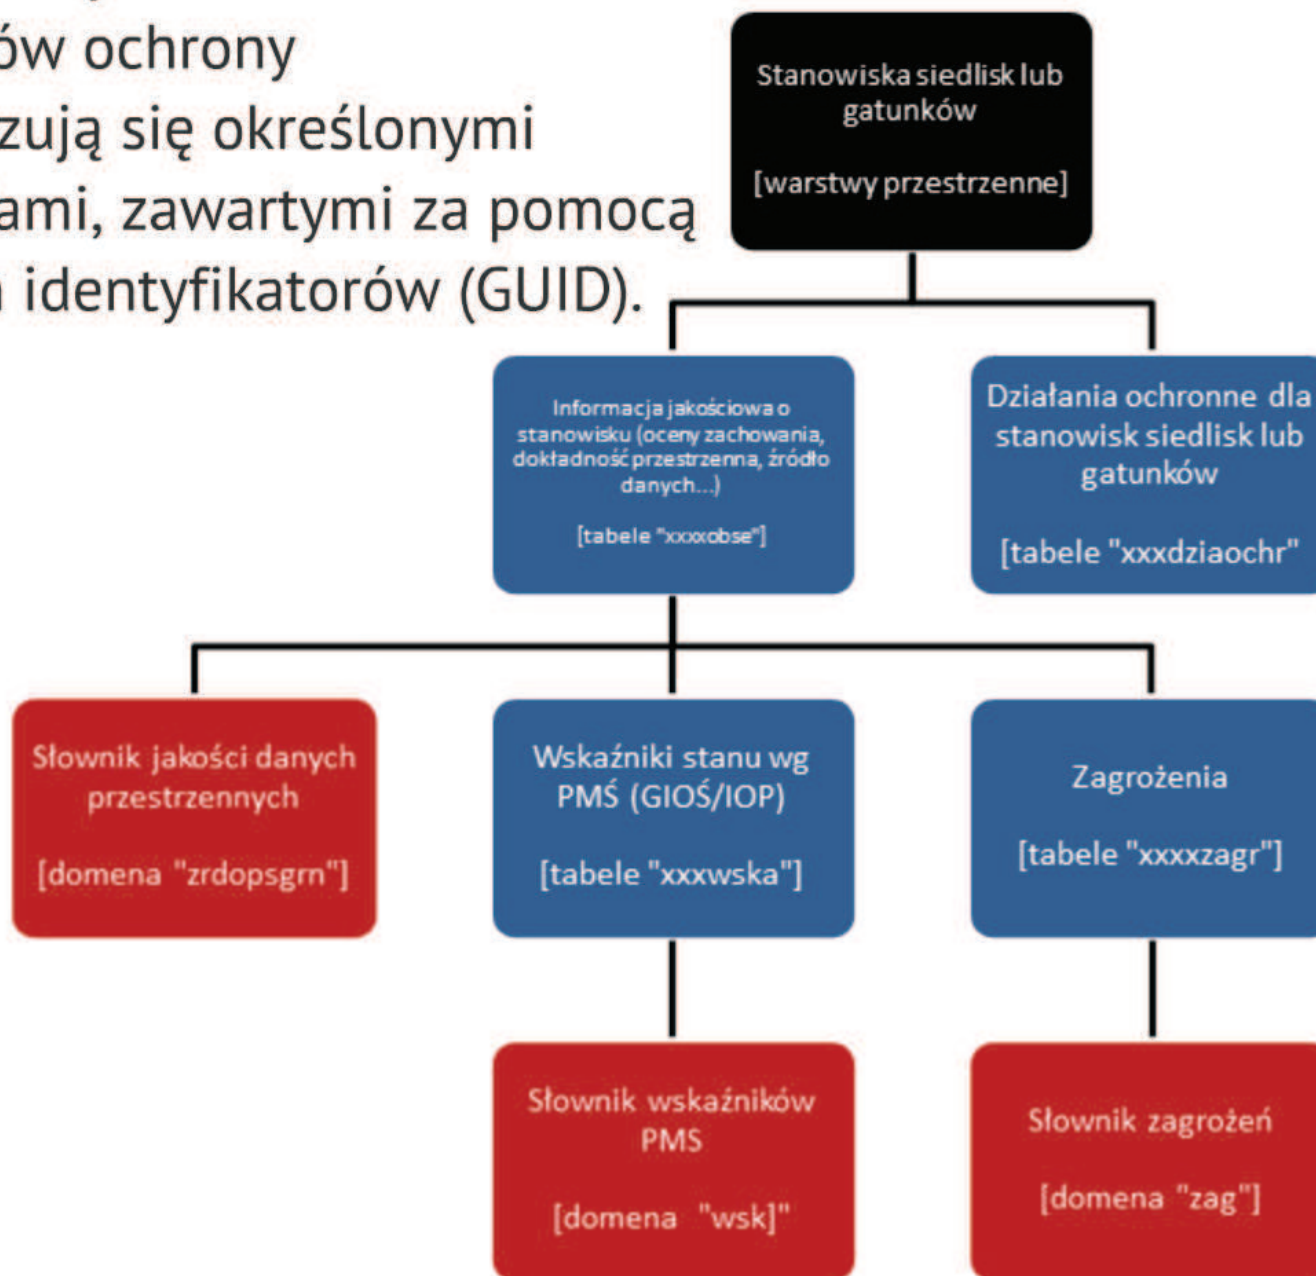 ów ochrony
zują się określonymi
ami, zawartymi za pomocą
identyfikatorów (GUID).
Stanowiska siedlisk lub
gatunków
[warstwy przestrzenne]
Informacja jakościowa o
stanowisku (oceny zachowania,
dokładność przestrzenna, źródło
danych...)
[tabele "xxxxobse"]
Działania ochronne dla
stanowisk siedlisk lub
gatunków
[tabele "xxxdziaochr"
Słownik jakości danych
przestrzennych
[domena "zrdopsgrn"]
Wskaźniki stanu wg
PMŚ (GIOŚ/IOP)
[tabele "xxxwska"]
Zagrożenia
[tabele "xxxxzagr"]
Słownik wskaźników
PMS
[domena "wsk]"
Słownik zagrożeń
[domena "zag"]